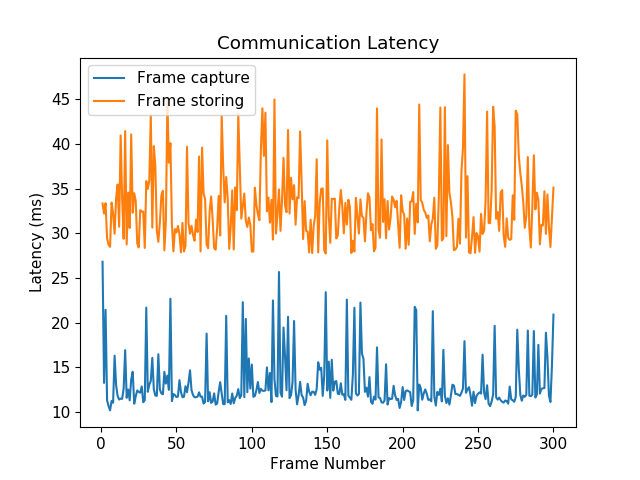 Communication Latency
Frame capture
Frame storing
Latency (ms)
45
40
35
30
25
20
15
10
0 50 100 150 200 250 300
Frame Number